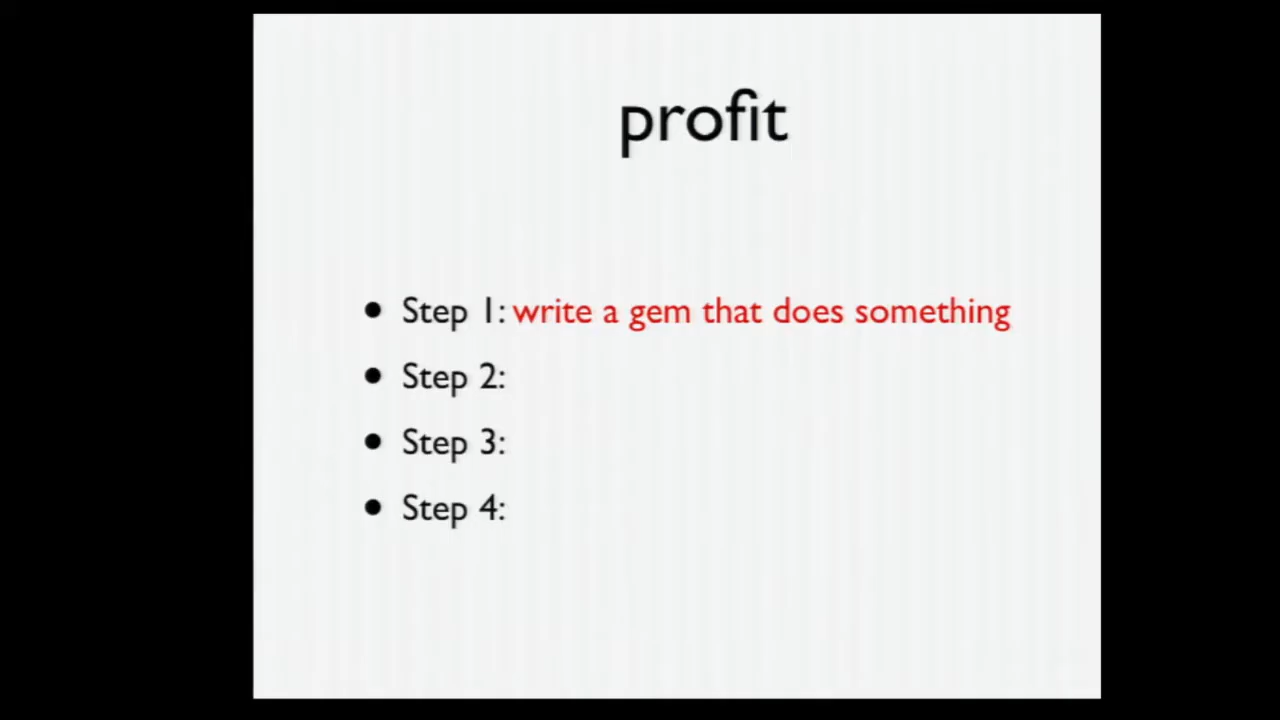 profit
• Step 1: write a gem that does something
• Step 2:
• Step 3:
• Step 4: